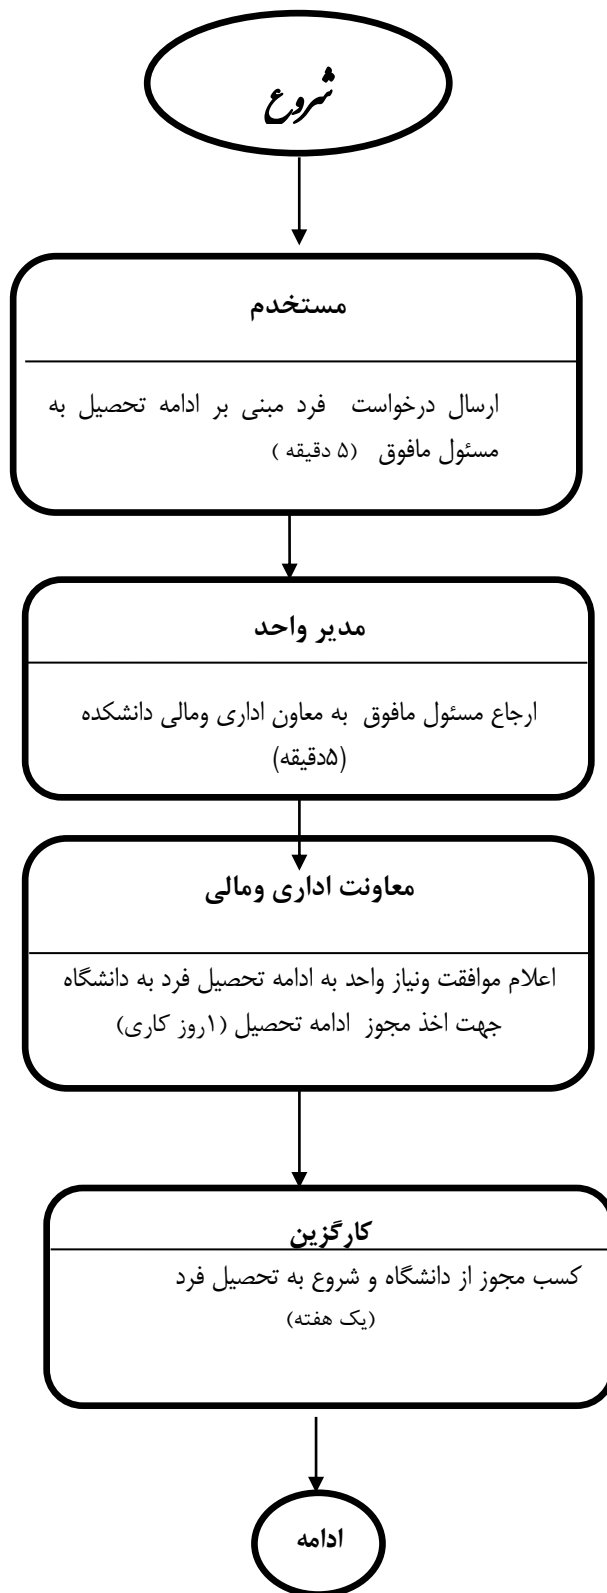 شروع
مستخدم
ارسال درخواست فرد مبنی بر ادامه تحصیل به
مسئول مافوق (۵ دقیقه )
مدیر واحد
ارجاع مسئول مافوق به معاون اداری ومالی دانشکده
(۵دقیقه)
معاونت اداری ومالی
اعلام موافقت ونیاز واحد به ادامه تحصیل فرد به دانشگاه
جهت اخذ مجوز ادامه تحصیل (۱روز کاری)
کارگزین
کسب مجوز از دانشگاه و شروع به تحصیل فرد
(یک هفته)
ادامه